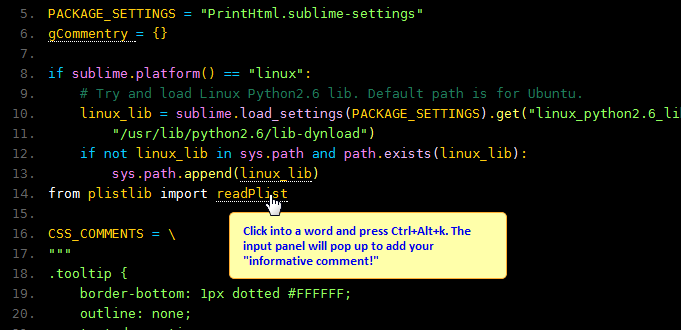 5. PACKAGE_SETTINGS = "PrintHtml.sublime-settings"
6. gCommentry = {}
7.
8. if sublime.platform() == "linux":
9. # Try and load Linux Python2.6 lib. Default path is for Ubuntu.
10. linux_lib = sublime.load_settings(PACKAGE_SETTINGS).get("linux_python2.6_li
11. "/usr/lib/python2.6/lib-dynload")
12. if not linux_lib in sys.path and path.exists(linux_lib):
13. sys.path.append(linux_lib)
14. from plistlib import readPlist
15.
Click into a word and press Ctrl+Alt+k. The
input panel will pop up to add your
"informative comment!"
16. CSS_COMMENTS = \
17. """
18. .tooltip {
19. border-bottom: 1px dotted #FFFFFF;
20. outline: none;